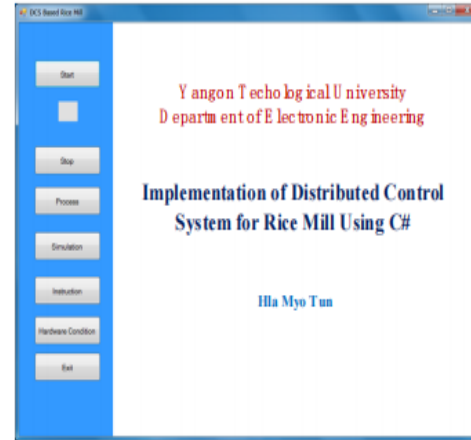 DCS Based Rice Mill
Start
Stop
Process
Simulation
Instruction
Hardware Condition
Exit
Yangon Techological University
Department of Electronic Engineering
Implementation of Distributed Control
System for Rice Mill Using C#
Hla Myo Tun